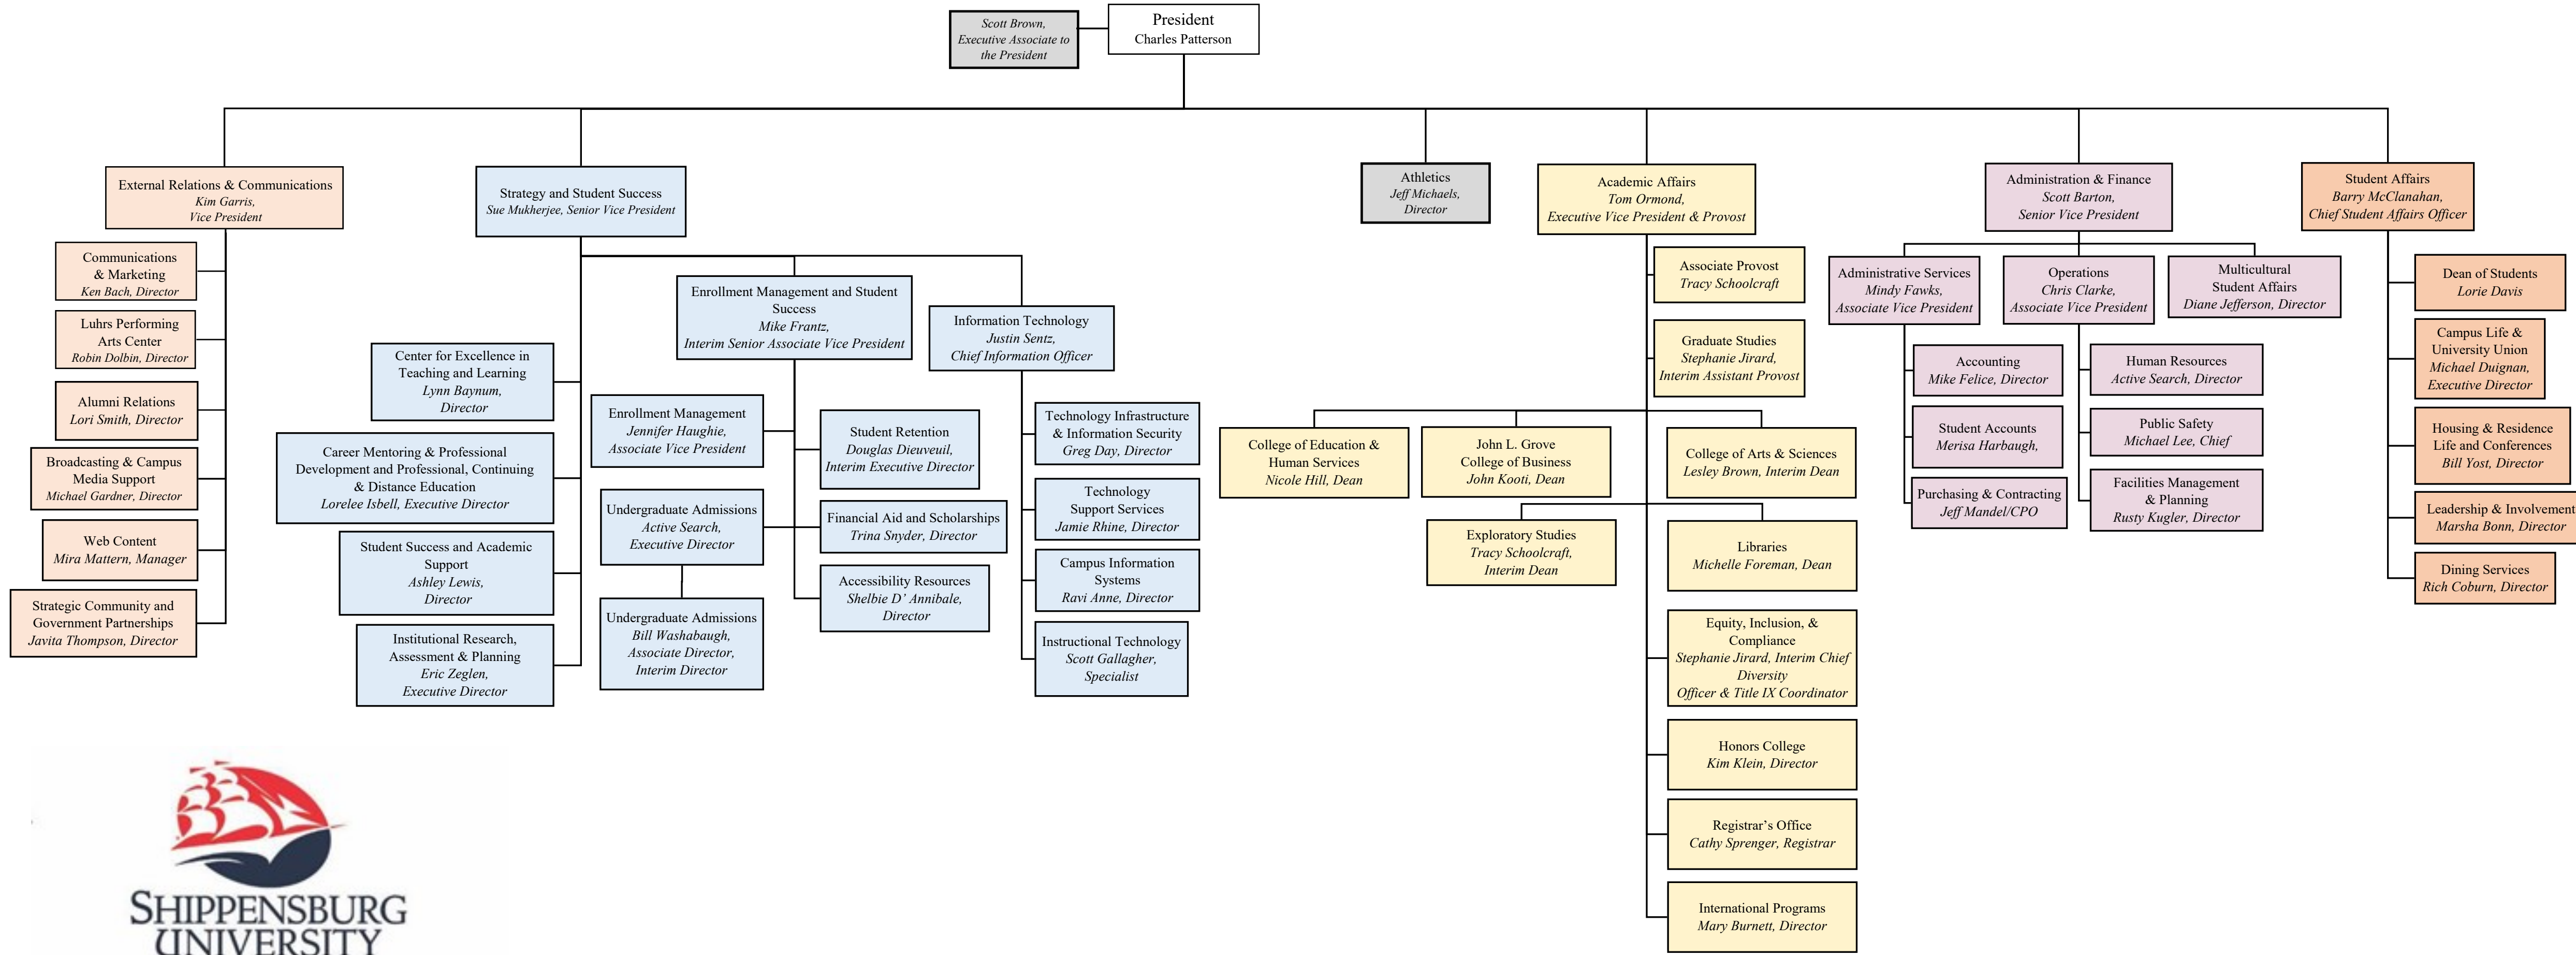 Scott Brown,
Executive Associate to
the President
President
Charles Patterson
External Relations & Communications
Kim Garris,
Vice President
Communications
& Marketing
Ken Bach, Director
Luhrs Performing
Arts Center
Robin Dolbin, Director
Alumni Relations
Lori Smith, Director
Broadcasting & Campus
Media Support
Michael Gardner, Director
Web Content
Mira Mattern, Manager
Strategic Community and
Government Partnerships
Javita Thompson, Director
Strategy and Student Success
Sue Mukherjee, Senior Vice President
Center for Excellence in
Teaching and Learning
Lynn Baynum,
Director
Career Mentoring & Professional
Development and Professional, Continuing
& Distance Education
Lorelee Isbell, Executive Director
Student Success and Academic
Support
Ashley Lewis,
Director
Institutional Research,
Assessment & Planning
Eric Zeglen,
Executive Director
Enrollment Management and Student
Success
Mike Frantz,
Interim Senior Associate Vice President
Enrollment Management
Jennifer Haughie,
Associate Vice President
Undergraduate Admissions
Active Search,
Executive Director
Undergraduate Admissions
Bill Washabaugh,
Associate Director,
Interim Director
Student Retention
Douglas Dieuveuil,
Interim Executive Director
Financial Aid and Scholarships
Trina Snyder, Director
Accessibility Resources
Shelbie D’ Annibale,
Director
Information Technology
Justin Sentz,
Chief Information Officer
Technology Infrastructure
& Information Security
Greg Day, Director
Technology
Support Services
Jamie Rhine, Director
Campus Information
Systems
Ravi Anne, Director
Instructional Technology
Scott Gallagher,
Specialist
Athletics
Jeff Michaels,
Director
Academic Affairs
Tom Ormond,
Executive Vice President & Provost
Associate Provost
Tracy Schoolcraft
Graduate Studies
Stephanie Jirard,
Interim Assistant Provost
College of Education &
Human Services
Nicole Hill, Dean
John L. Grove
College of Business
John Kooti, Dean
College of Arts & Sciences
Lesley Brown, Interim Dean
Exploratory Studies
Tracy Schoolcraft,
Interim Dean
Libraries
Michelle Foreman, Dean
Equity, Inclusion, &
Compliance
Stephanie Jirard, Interim Chief
Diversity
Officer & Title IX Coordinator
Honors College
Kim Klein, Director
Registrar’s Office
Cathy Sprenger, Registrar
International Programs
Mary Burnett, Director
Administration & Finance
Scott Barton,
Senior Vice President
Administrative Services
Mindy Fawks,
Associate Vice President
Accounting
Mike Felice, Director
Student Accounts
Merisa Harbaugh,
Purchasing & Contracting
Jeff Mandel/CPO
Operations
Chris Clarke,
Associate Vice President
Human Resources
Active Search, Director
Public Safety
Michael Lee, Chief
Facilities Management
& Planning
Rusty Kugler, Director
Multicultural
Student Affairs
Diane Jefferson, Director
Student Affairs
Barry McClanahan,
Chief Student Affairs Officer
Dean of Students
Lorie Davis
Campus Life &
University Union
Michael Duignan,
Executive Director
Housing & Residence
Life and Conferences
Bill Yost, Director
Leadership & Involvement
Marsha Bonn, Director
Dining Services
Rich Coburn, Director
SHIPPENSBURG
UNIVERSITY